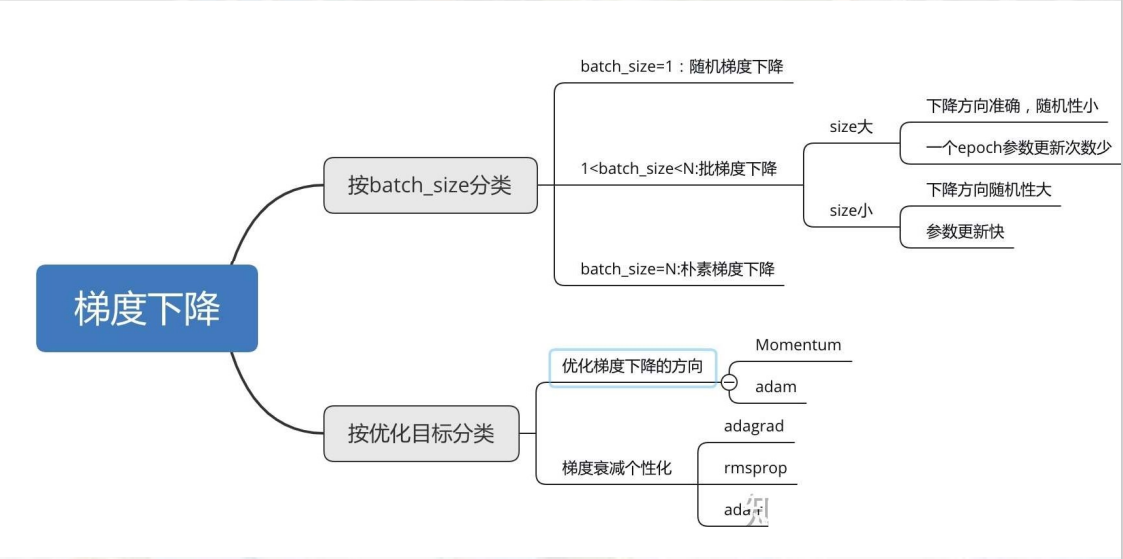 梯度下降
按batch_size分类
batch_size=1：随机梯度下降
1<batch_size<N:批梯度下降
size大
下降方向准确，随机性小
一个epoch参数更新次数少
size小
下降方向随机性大
参数更新快
batch_size=N:朴素梯度下降
按优化目标分类
优化梯度下降的方向
Momentum
adam
梯度衰减个性化
adagrad
rmsprop